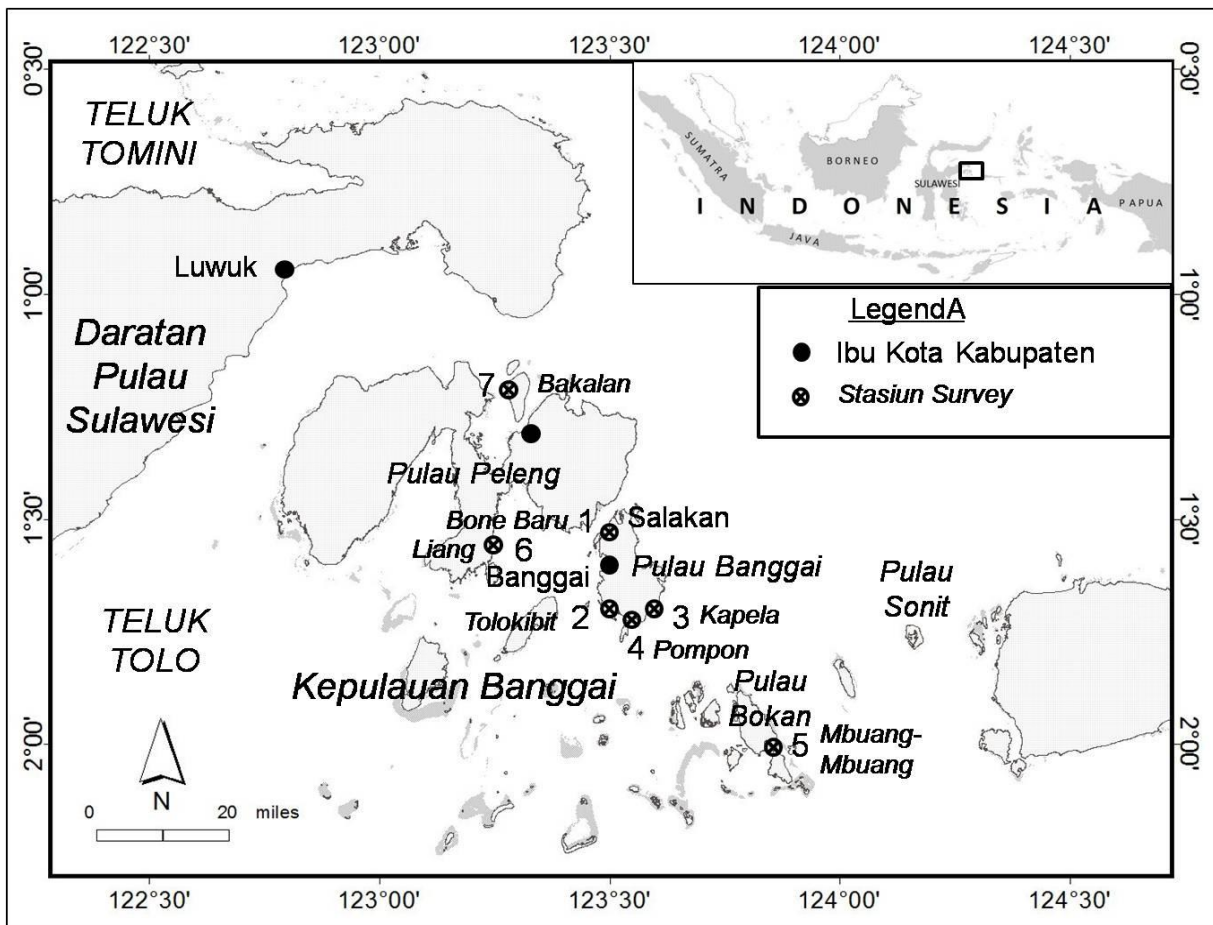 122°30' 123°00' 123°30' 124°00' 124°30'
0°30'
0°30'
TELUK
TOMINI
SUMATRA
BORNEO
SULAWESI
PAPUA
INDONESIA
JAVA
Luwuk
1°00'
1°00'
LegendA
Ibu Kota Kabupaten
Stasiun Survey
Daratan
Pulau
Sulawesi
7 Bakalan
Pulau Peleng
1°30'
1°30'
Bone Baru 1 Salakan
Liang 6
Banggai Pulau Banggai
Pulau
Sonit
Tolokibit 2 3 Kapela
4 Pompon
TELUK
TOLO
Kepulauan Banggai
Pulau
Bokan
2°00'
2°00'
5 Mbuang-
Mbuang
N
0 20 miles
122°30' 123°00' 123°30' 124°00' 124°30'